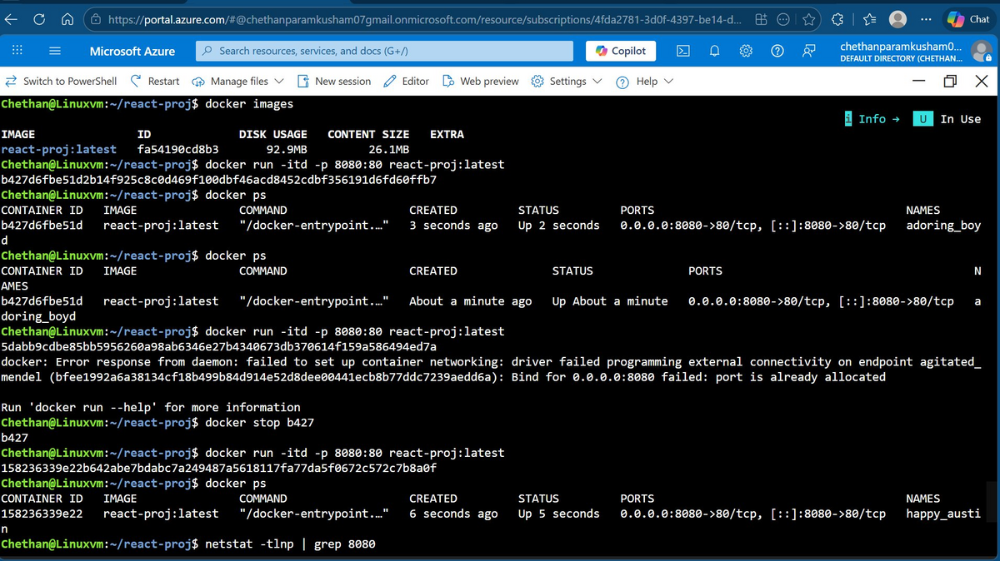 https://portal.azure.com/#@chethanparamkusham07gmail.onmicrosoft.com/resource/subscriptions/4fda2781-3d0f-4397-be14-d...
Chat
Microsoft Azure
Search resources, services, and docs (G+/)
Copilot
chethanparamkusham0...
DEFAULT DIRECTORY (CHETHAN...
Switch to PowerShell Restart Manage files New session Editor Web preview Settings Help
Chethan@Linuxvm:~/react-proj$ docker images
i Info → U In Use
IMAGE ID DISK USAGE CONTENT SIZE EXTRA
react-proj:latest fa54190cd8b3 92.9MB 26.1MB
Chethan@Linuxvm:~/react-proj$ docker run -itd -p 8080:80 react-proj:latest
b427d6fbe51d2b14f925c8c0d469f100dbf46acd8452cdbf356191d6fd60ffb7
Chethan@Linuxvm:~/react-proj$ docker ps
CONTAINER ID IMAGE COMMAND CREATED STATUS PORTS NAMES
b427d6fbe51d react-proj:latest "/docker-entrypoint.…" 3 seconds ago Up 2 seconds 0.0.0.0:8080->80/tcp, [::]:8080->80/tcp adoring_boy
d
Chethan@Linuxvm:~/react-proj$ docker ps
CONTAINER ID IMAGE COMMAND CREATED STATUS PORTS N
AMES
b427d6fbe51d react-proj:latest "/docker-entrypoint.…" About a minute ago Up About a minute 0.0.0.0:8080->80/tcp, [::]:8080->80/tcp a
doring_boyd
Chethan@Linuxvm:~/react-proj$ docker run -itd -p 8080:80 react-proj:latest
5dabb9cdbe85bb5956260a98ab6346e27b4340673db370614f159a586494ed7a
docker: Error response from daemon: failed to set up container networking: driver failed programming external connectivity on endpoint agitated_
mendel (bfee1992a6a38134cf18b499b84d914e52d8dee00441ecb8b77ddc7239aedd6a): Bind for 0.0.0.0:8080 failed: port is already allocated
Run 'docker run --help' for more information
Chethan@Linuxvm:~/react-proj$ docker stop b427
b427
Chethan@Linuxvm:~/react-proj$ docker run -itd -p 8080:80 react-proj:latest
158236339e22b642abe7bdabc7a249487a5618117fa77da5f0672c572c7b8a0f
Chethan@Linuxvm:~/react-proj$ docker ps
CONTAINER ID IMAGE COMMAND CREATED STATUS PORTS NAMES
158236339e22 react-proj:latest "/docker-entrypoint.…" 6 seconds ago Up 5 seconds 0.0.0.0:8080->80/tcp, [::]:8080->80/tcp happy_austi
n
Chethan@Linuxvm:~/react-proj$ netstat -tlnp | grep 8080